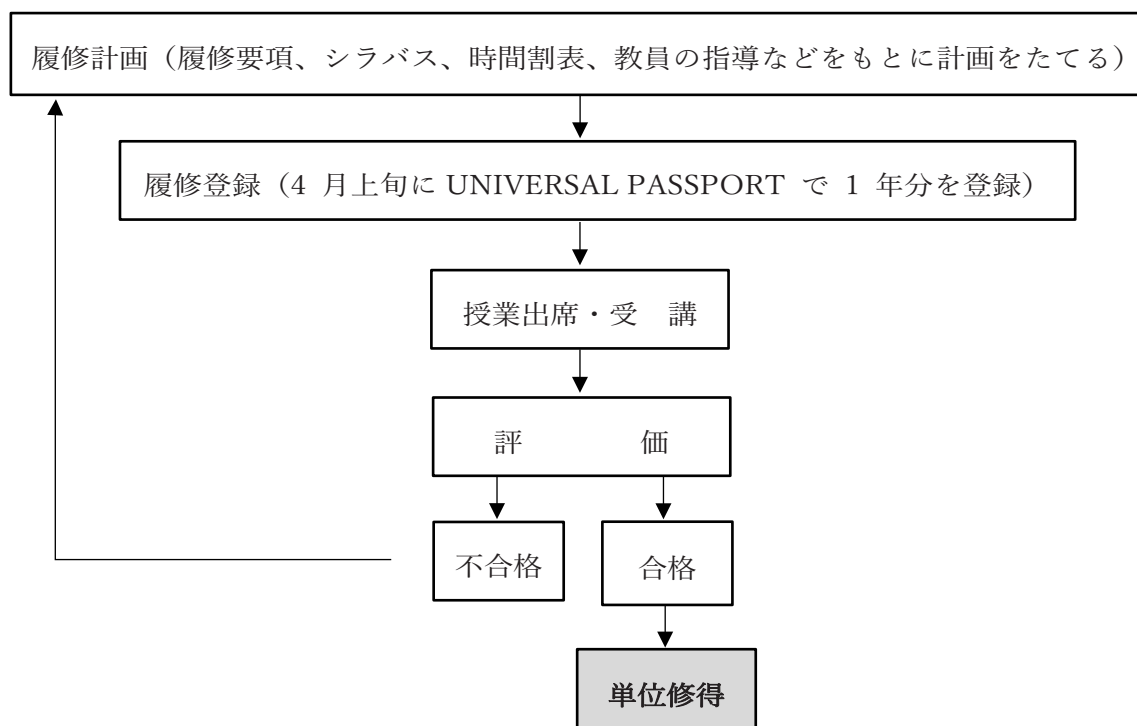 履修計画（履修要項、シラバス、時間割表、教員の指導などをもとに計画をたてる）
履修登録（4 月上旬に UNIVERSAL PASSPORT で 1 年分を登録）
授業出席・受　講
評　　　価
不合格
合格
単位修得